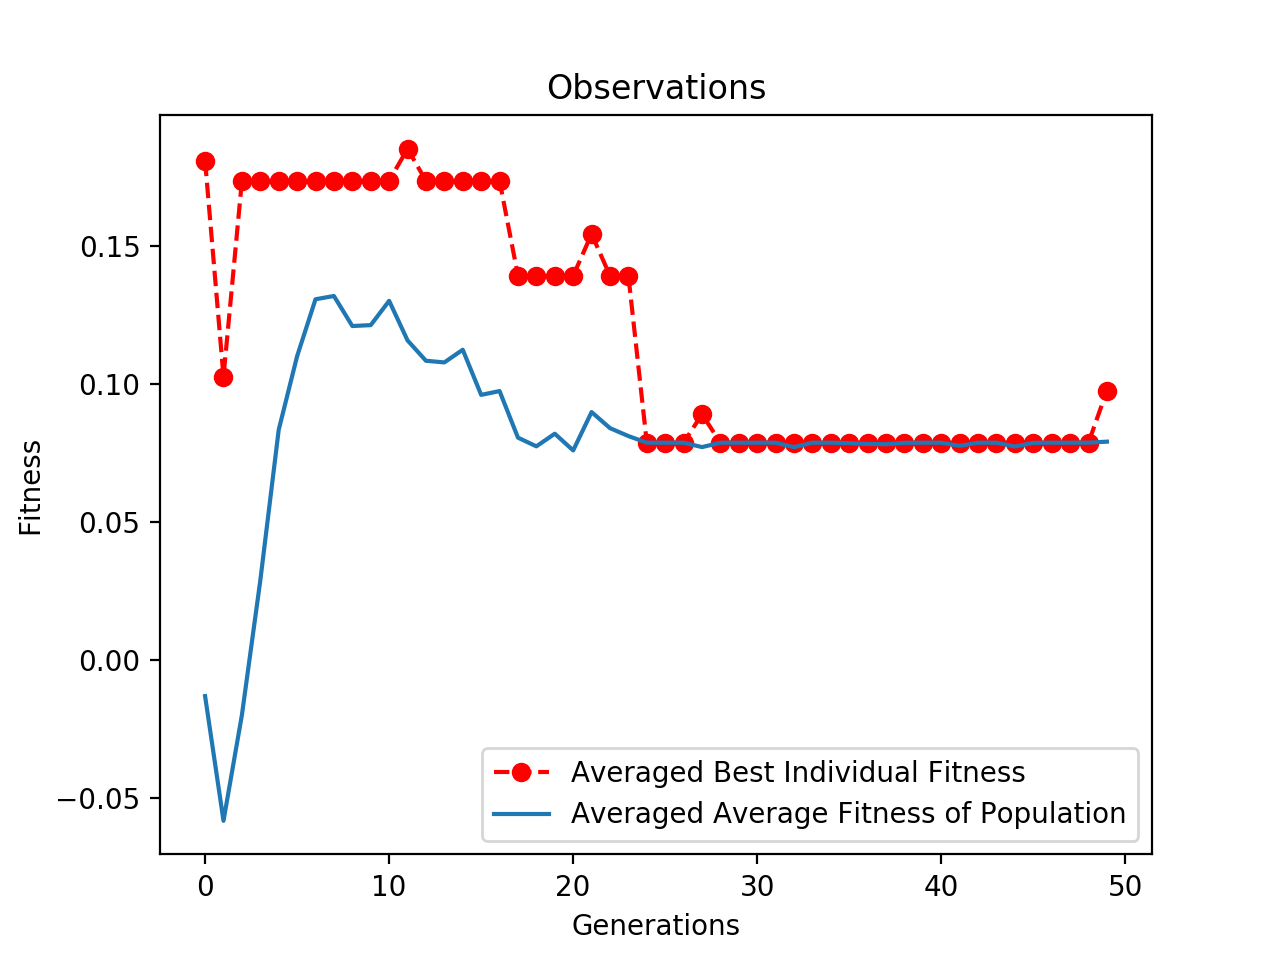 Observations
Fitness
0.15
0.10
0.05
0.00
−0.05
Averaged Best Individual Fitness
Averaged Average Fitness of Population
0 10 20 30 40 50
Generations